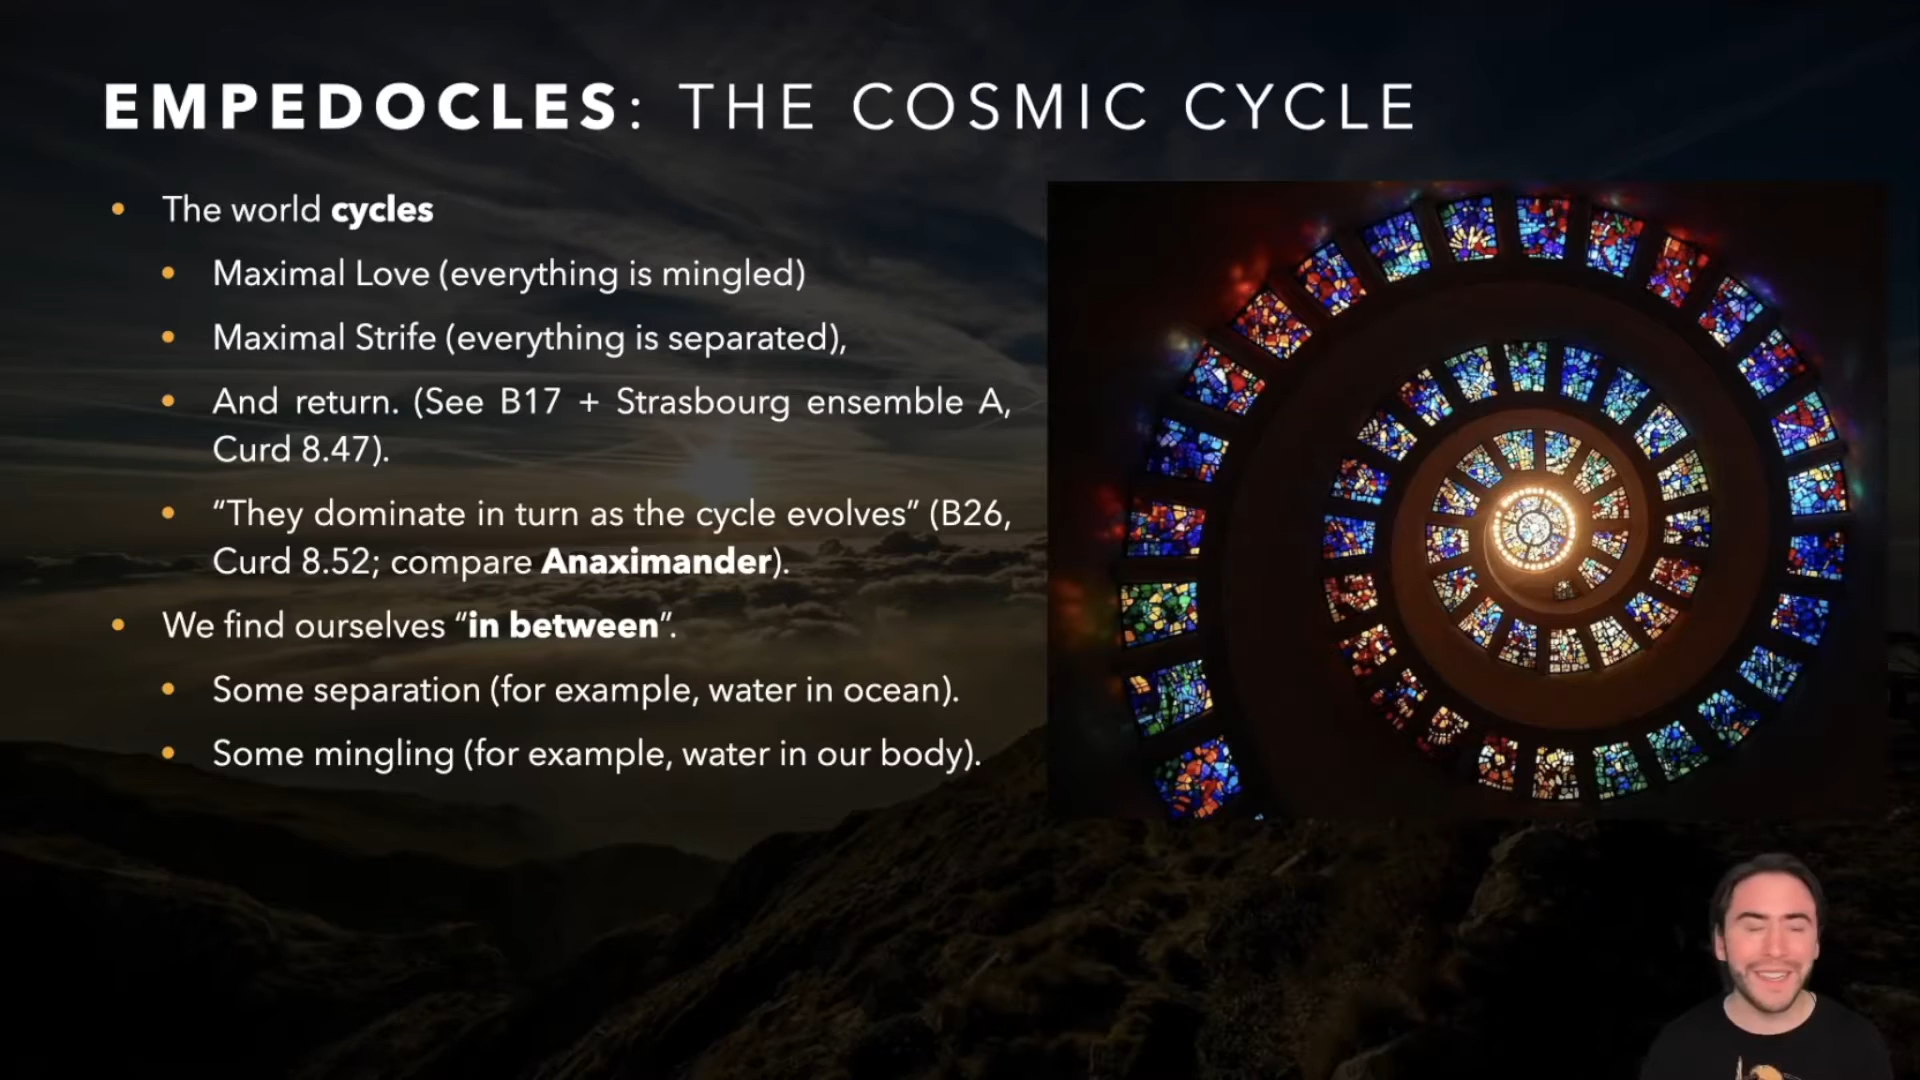 EMPEDOCLES: THE COSMIC CYCLE
• The world cycles
• Maximal Love (everything is mingled)
• Maximal Strife (everything is separated),
• And return. (See B17 + Strasbourg ensemble A,
Curd 8.47).
• “They dominate in turn as the cycle evolves” (B26,
Curd 8.52; compare Anaximander).
• We find ourselves “in between”.
• Some separation (for example, water in ocean).
• Some mingling (for example, water in our body).